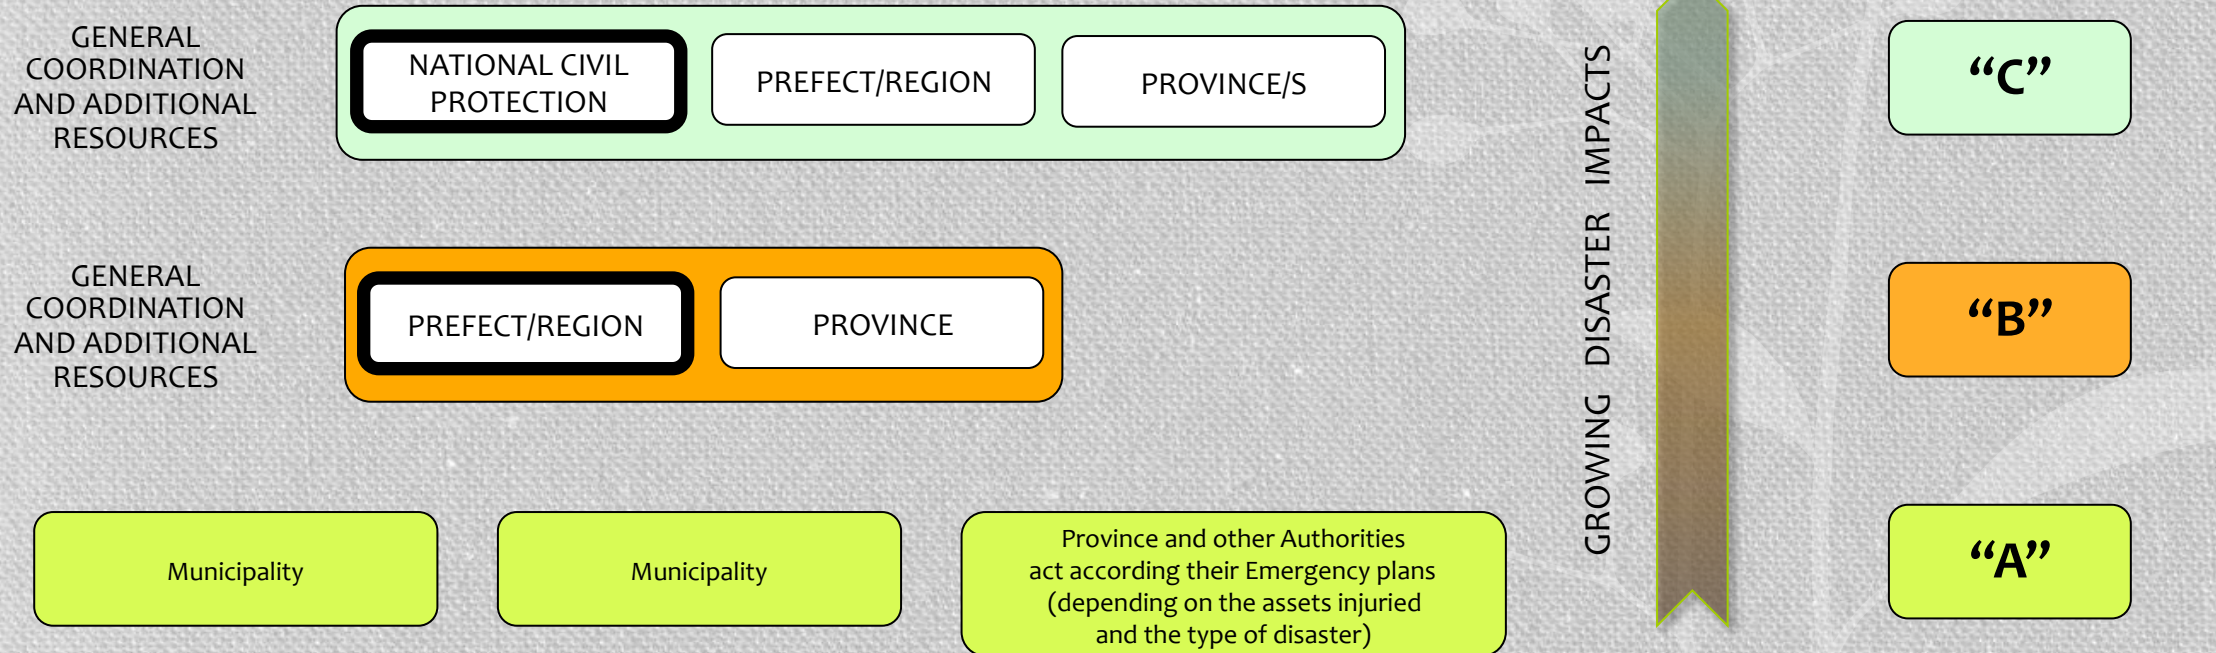 GENERAL
COORDINATION
AND ADDITIONAL
RESOURCES
NATIONAL CIVIL
PROTECTION
PREFECT/REGION
PROVINCE/S
“C”
GROWING DISASTER IMPACTS
GENERAL
COORDINATION
AND ADDITIONAL
RESOURCES
PREFECT/REGION
PROVINCE
“B”
Municipality
Municipality
Province and other Authorities
act according their Emergency plans
(depending on the assets injuried
and the type of disaster)
“A”